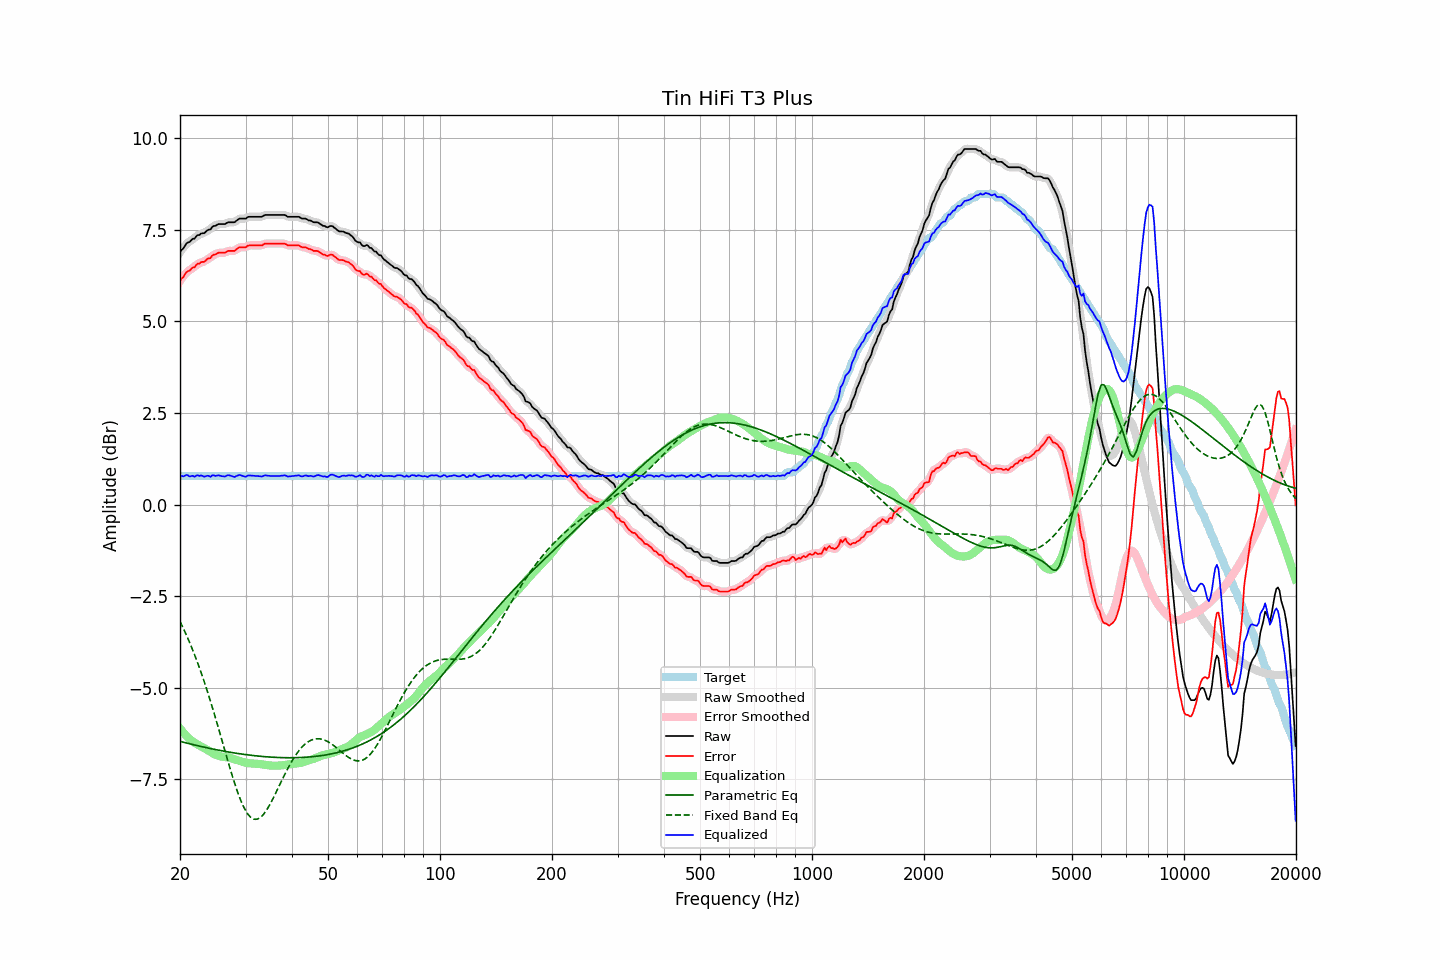 Tin HiFi T3 Plus
Amplitude (dBr)
10.0
7.5
5.0
2.5
0.0
−2.5
−5.0
−7.5
Target
Raw Smoothed
Error Smoothed
Raw
Error
Equalization
Parametric Eq
Fixed Band Eq
Equalized
20 50 100 200 500 1000 2000 5000 10000 20000
Frequency (Hz)